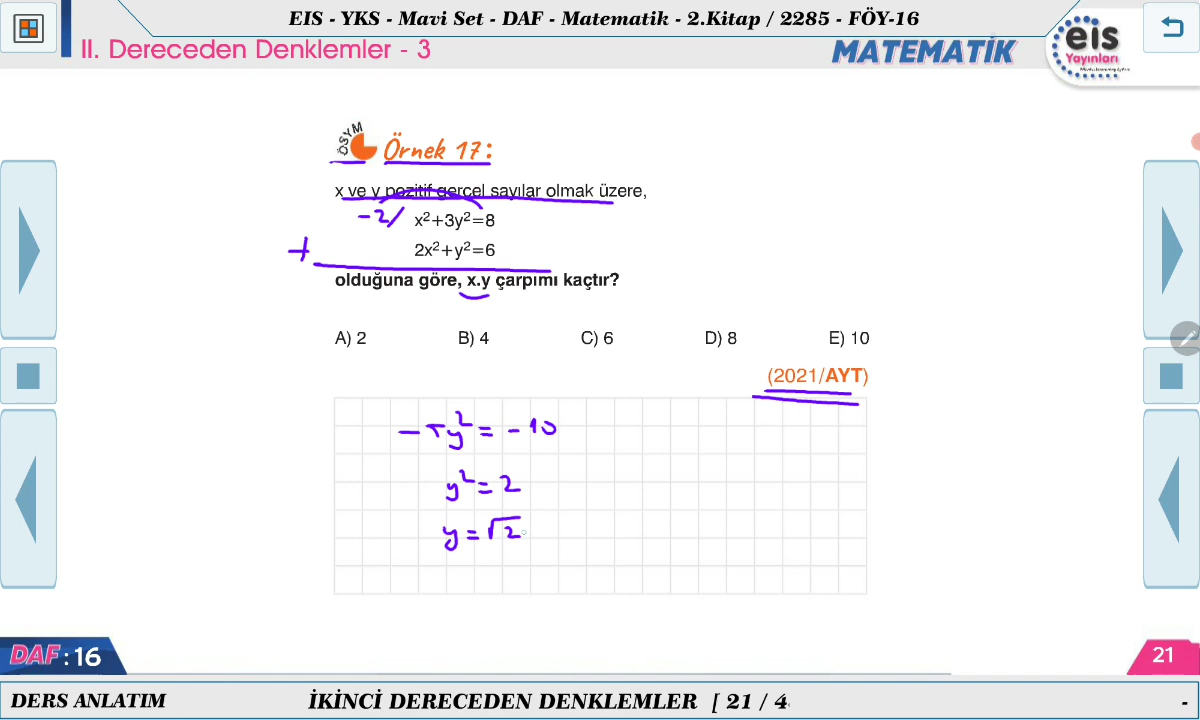 EIS - YKS - Mavi Set - DAF - Matematik - 2.Kitap / 2285 - FÖY-16
II. Dereceden Denklemler - 3
MATEMATİK
eis
Yayınları
ÖSYM
Örnek 17:
x ve y pozitif gerçel sayılar olmak üzere,
-2/ x²+3y²=8
+ 2x²+y²=6
olduğuna göre, x.y çarpımı kaçtır?
A) 2 B) 4 C) 6 D) 8 E) 10
(2021/AYT)
-5y² = -10
y² = 2
y = √2
DAF : 16
21
DERS ANLATIM
İKİNCİ DERECEDEN DENKLEMLER [ 21 / 4
-